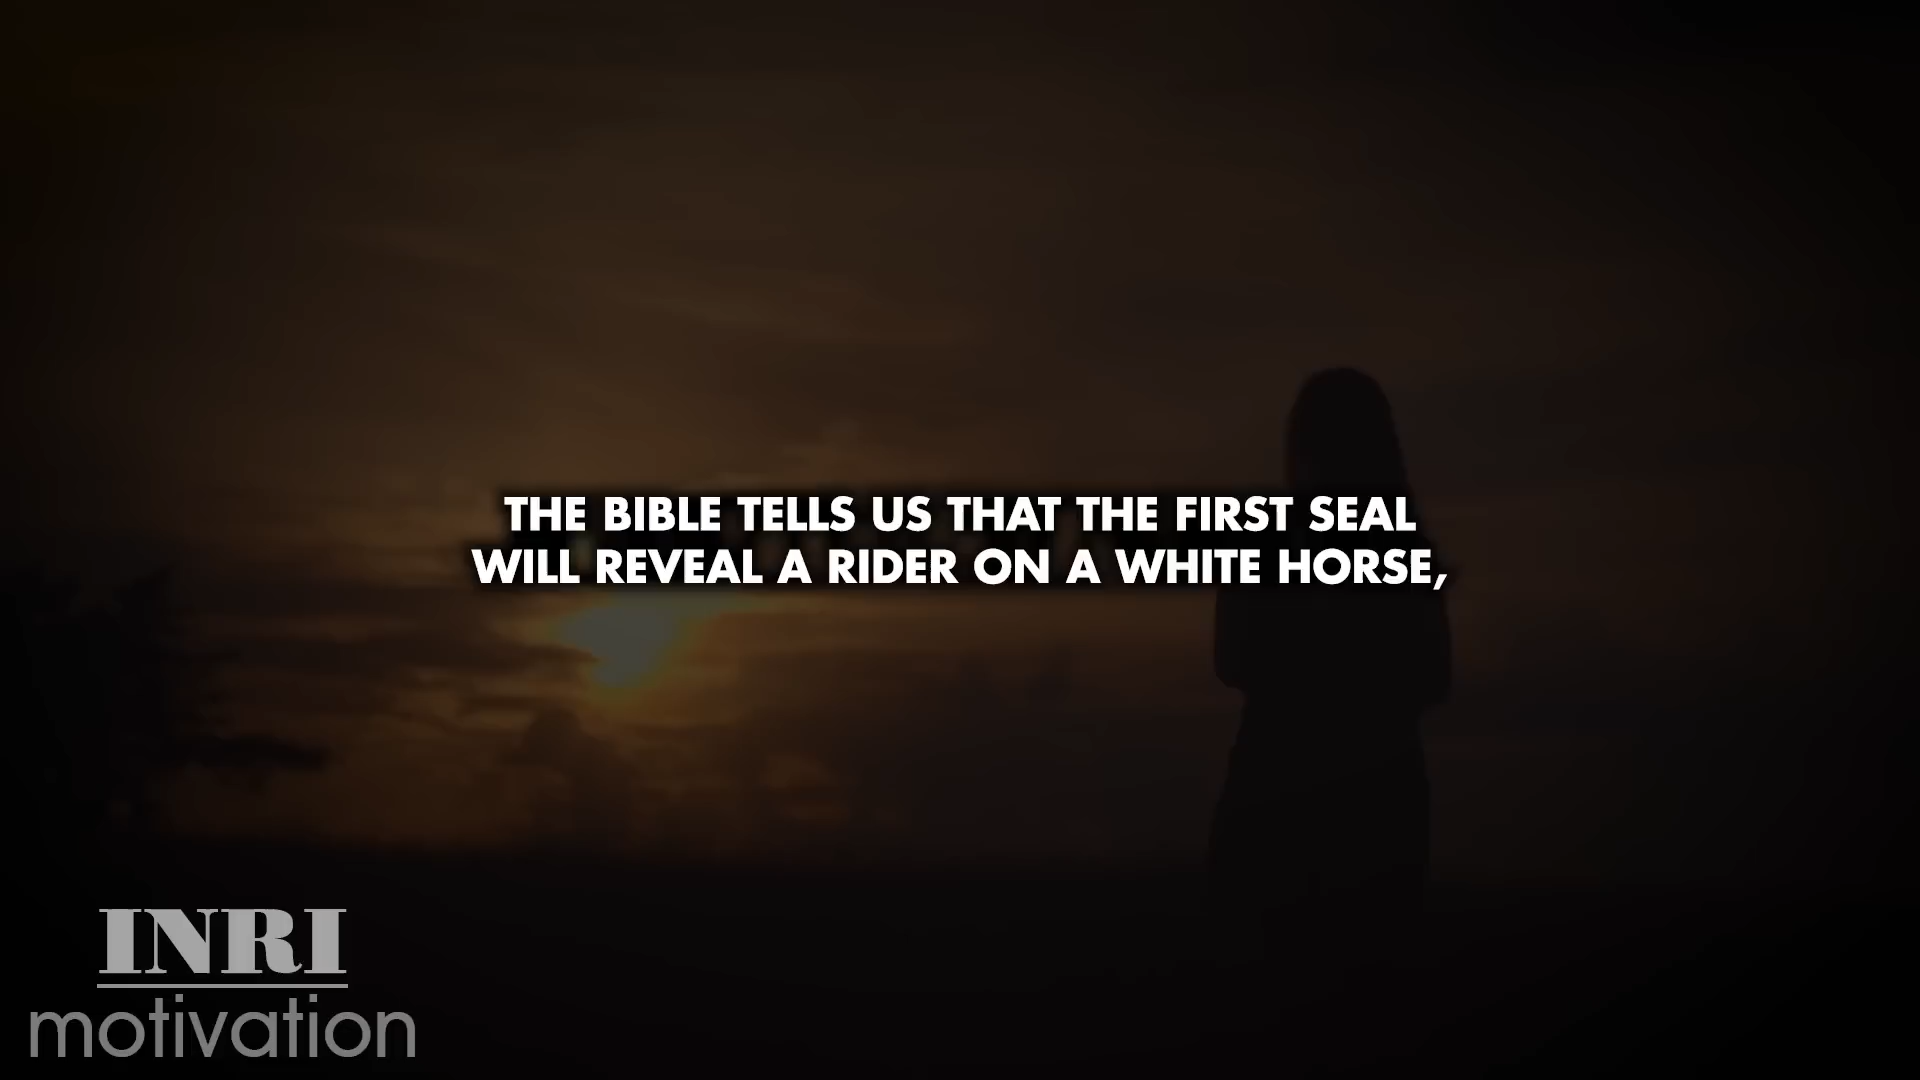 THE BIBLE TELLS US THAT THE FIRST SEAL
WILL REVEAL A RIDER ON A WHITE HORSE,
INRI
motivation